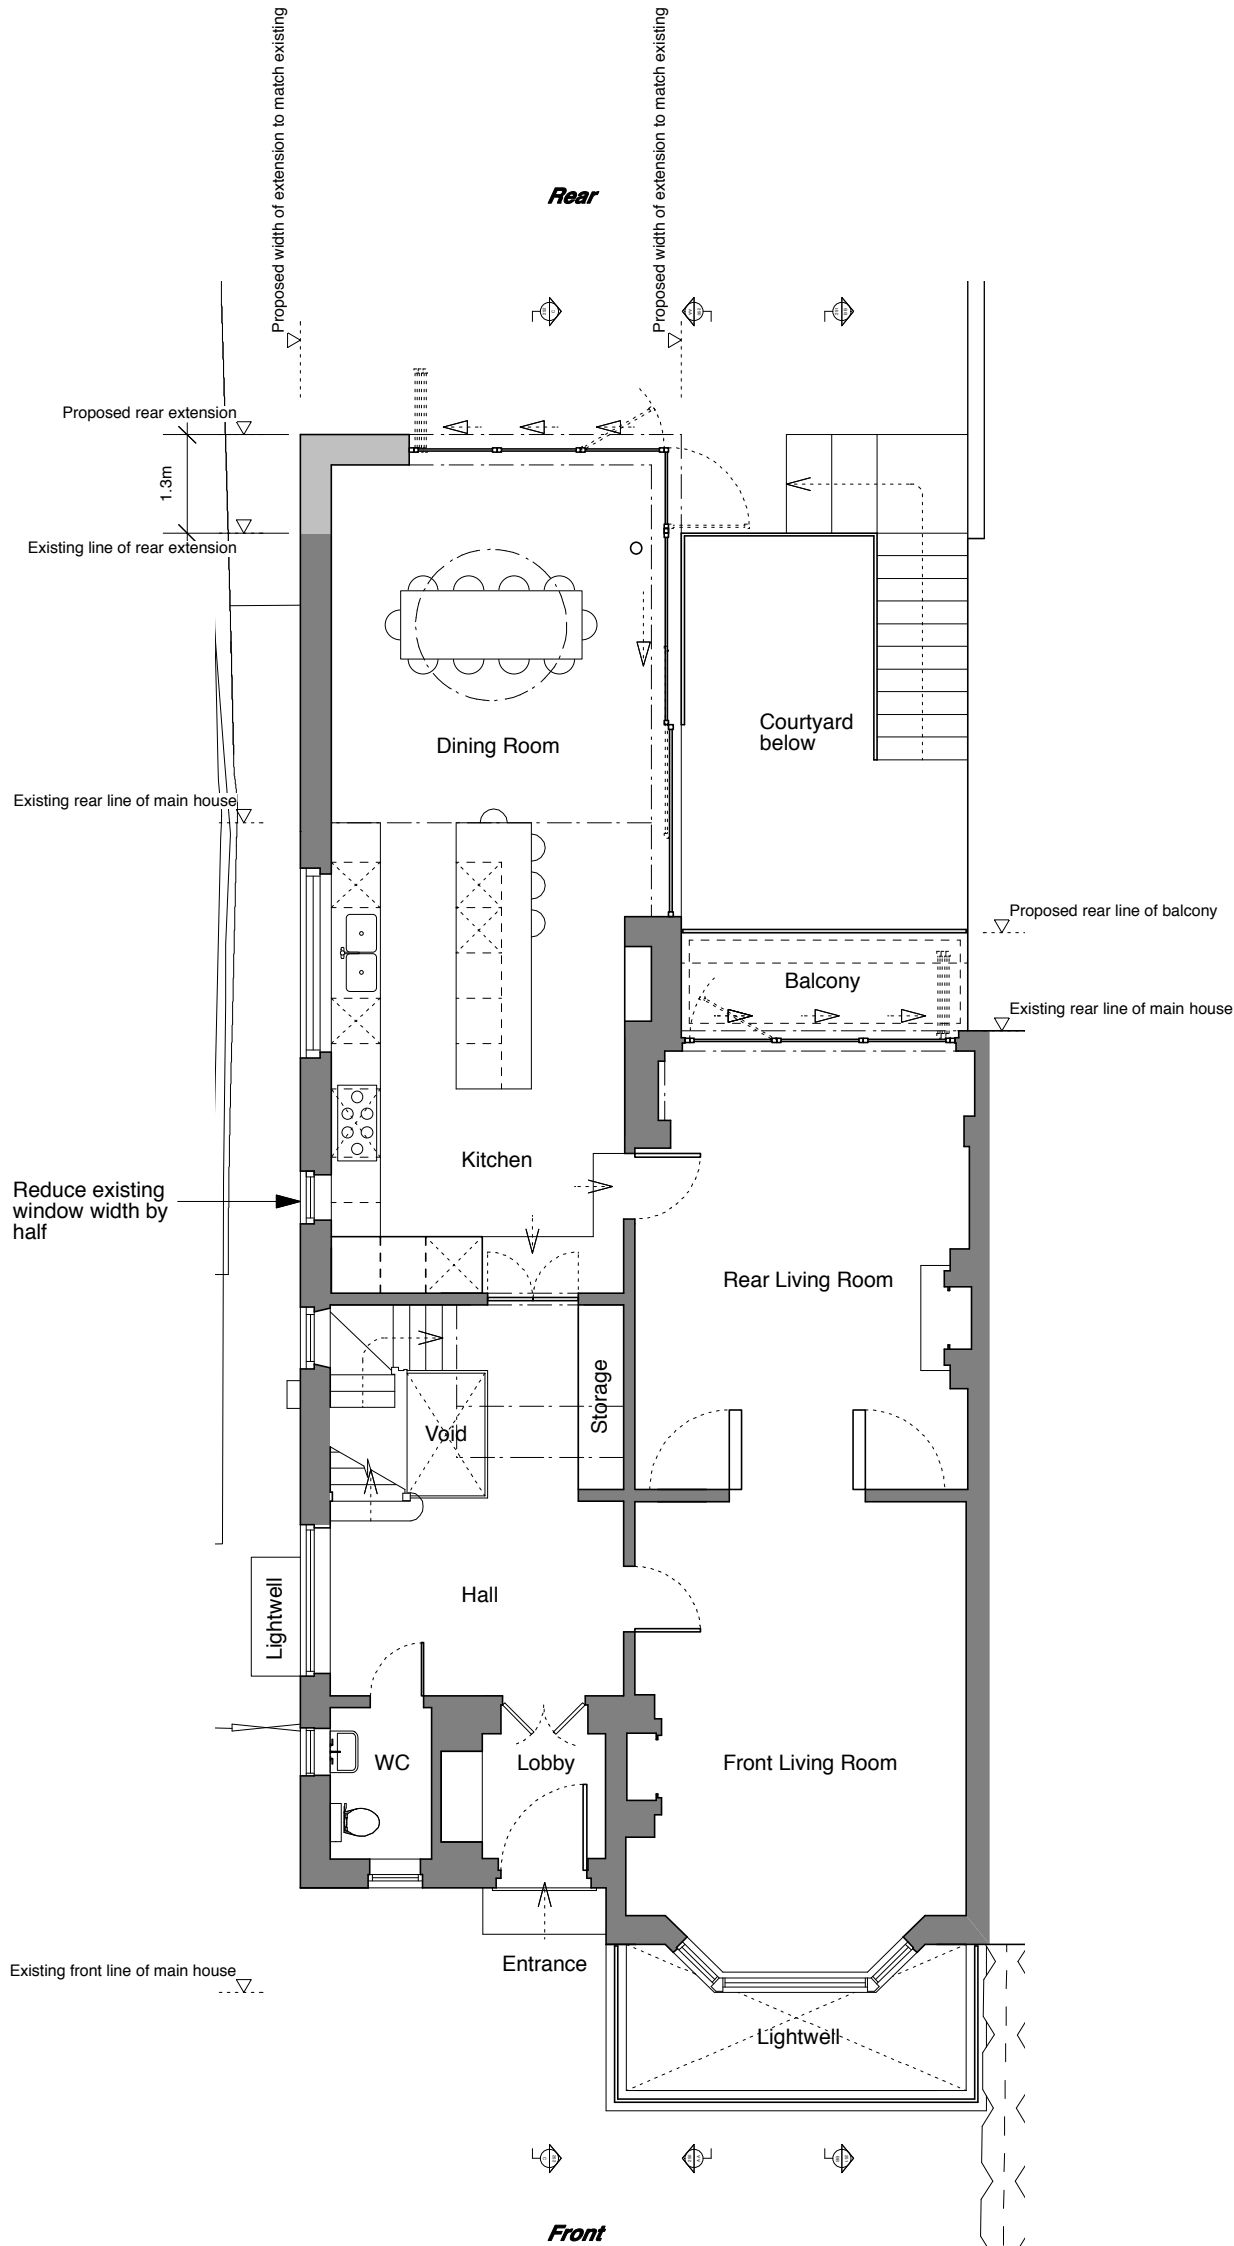 Proposed width of extension to match existing
Proposed width of extension to match existing
Rear
Proposed rear extension
1.3m
Existing line of rear extension
Dining Room
Courtyard
below
Existing rear line of main house
Proposed rear line of balcony
Balcony
Existing rear line of main house
Kitchen
Reduce existing
window width by
half
Rear Living Room
Storage
Void
Hall
Lightwell
WC
Lobby
Front Living Room
Entrance
Existing front line of main house
Lightwell
Front